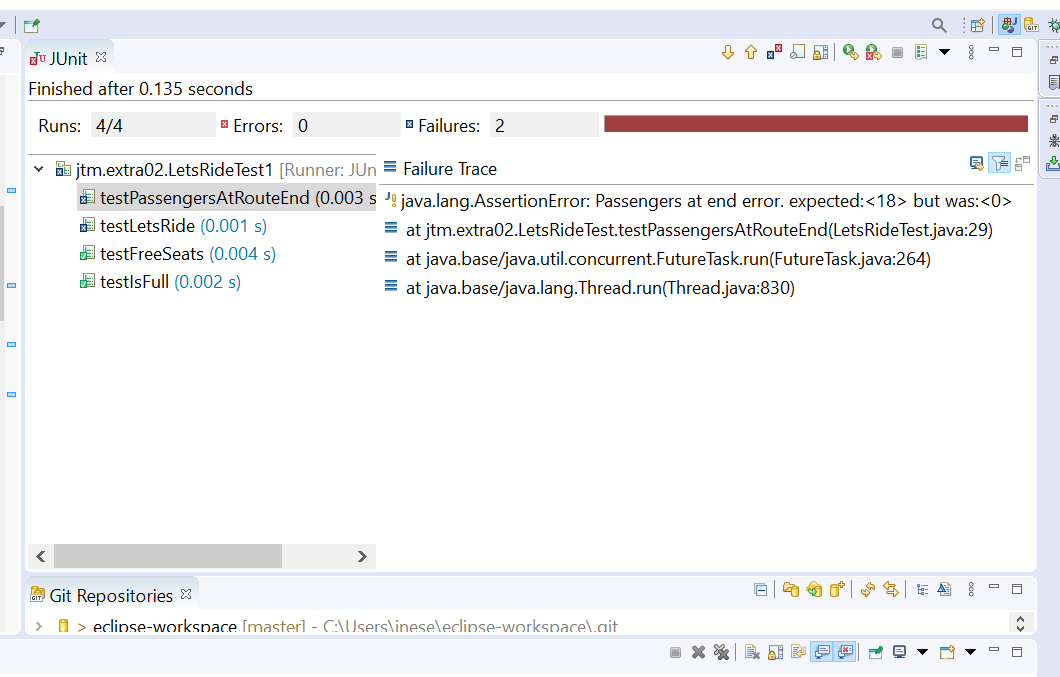 JUnit
Finished after 0.135 seconds
Runs: 4/4 Errors: 0 Failures: 2
jtm.extra02.LetsRideTest1 [Runner: JUn
testPassengersAtRouteEnd (0.003 s
testLetsRide (0.001 s)
testFreeSeats (0.004 s)
testIsFull (0.002 s)
Failure Trace
java.lang.AssertionError: Passengers at end error. expected:<18> but was:<0>
at jtm.extra02.LetsRideTest.testPassengersAtRouteEnd(LetsRideTest.java:29)
at java.base/java.util.concurrent.FutureTask.run(FutureTask.java:264)
at java.base/java.lang.Thread.run(Thread.java:830)
Git Repositories
> eclipse-workspace [master] - C:\Users\inese\eclipse-workspace\.git